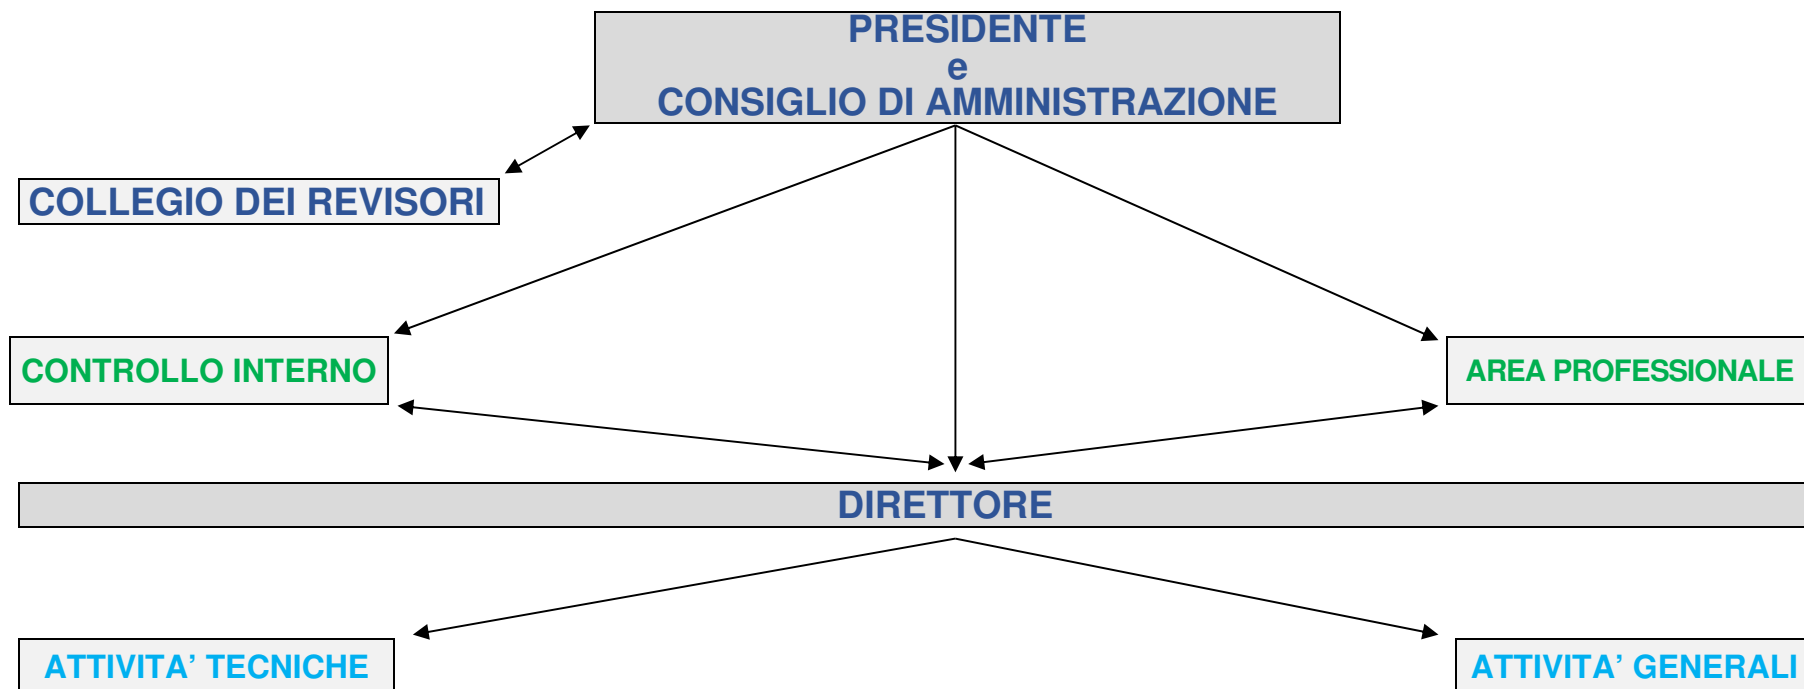 PRESIDENTE
e
CONSIGLIO DI AMMINISTRAZIONE
COLLEGIO DEI REVISORI
CONTROLLO INTERNO
AREA PROFESSIONALE
DIRETTORE
ATTIVITA’ TECNICHE
ATTIVITA’ GENERALI